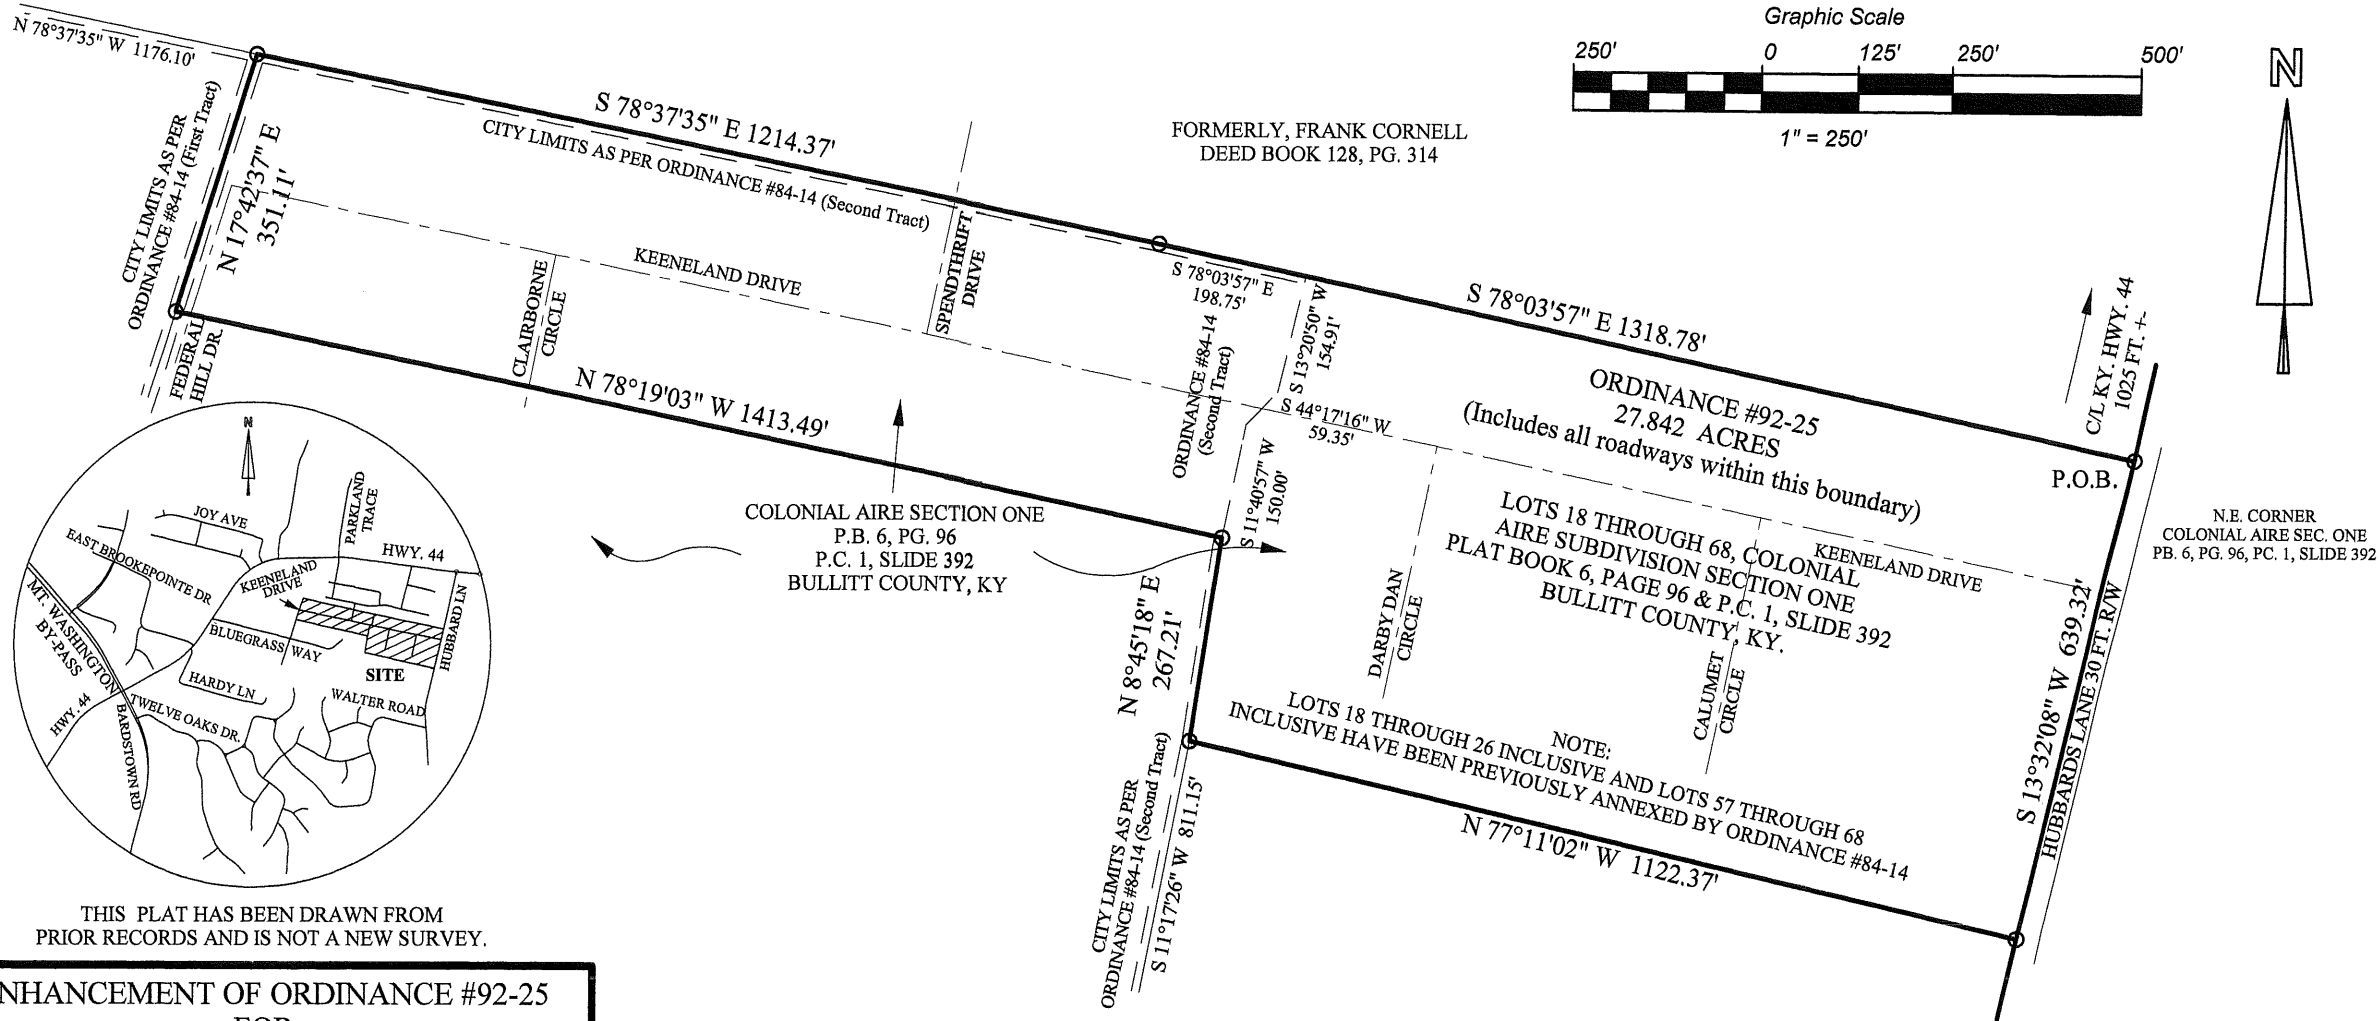 Graphic Scale
250' 0 125' 250' 500'
1" = 250'
N
N 78°37'35" W 1176.10'
CITY LIMITS AS PER
ORDINANCE #84-14 (First Tract)
N 17°42'37" E
351.11'
S 78°37'35" E 1214.37'
CITY LIMITS AS PER ORDINANCE #84-14 (Second Tract)
FORMERLY, FRANK CORNELL
DEED BOOK 128, PG. 314
KEENELAND DRIVE
CLAIRBORNE
CIRCLE
SPENDTHRIFT
DRIVE
FEDERAL
HILL DR.
N 78°19'03" W 1413.49'
S 78°03'57" E
198.75'
S 78°03'57" E 1318.78'
S 13°20'50" W
154.91'
ORDINANCE #84-14
(Second Tract)
S 44°17'16" W
59.35'
S 11°40'57" W
150.00'
ORDINANCE #92-25
27.842 ACRES
(Includes all roadways within this boundary)
C/L KY. HWY. 44
1025 FT. +-
P.O.B.
N.E. CORNER
COLONIAL AIRE SEC. ONE
PB. 6, PG. 96, PC. 1, SLIDE 392
COLONIAL AIRE SECTION ONE
P.B. 6, PG. 96
P.C. 1, SLIDE 392
BULLITT COUNTY, KY
LOTS 18 THROUGH 68, COLONIAL
AIRE SUBDIVISION SECTION ONE
PLAT BOOK 6, PAGE 96 & P.C. 1, SLIDE 392
BULLITT COUNTY, KY.
KEENELAND DRIVE
DARBY DAN
CIRCLE
CALUMET
CIRCLE
N 8°45'18" E
267.21'
S 13°32'08" W 639.32'
HUBBARDS LANE 30 FT. R/W
NOTE:
LOTS 18 THROUGH 26 INCLUSIVE AND LOTS 57 THROUGH 68
INCLUSIVE HAVE BEEN PREVIOUSLY ANNEXED BY ORDINANCE #84-14
N 77°11'02" W 1122.37'
CITY LIMITS AS PER
ORDINANCE #84-14 (Second Tract)
S 11°17'26" W 811.15'
N
JOY AVE
PARKLAND
TRACE
EAST BROOKEPOINTE DR
HWY. 44
KEENELAND
DRIVE
MT. WASHINGTON
BY-PASS
BLUEGRASS WAY
HUBBARD LN
SITE
HARDY LN
WALTER ROAD
HWY. 44
TWELVE OAKS DR.
BARDSTOWN RD
THIS PLAT HAS BEEN DRAWN FROM
PRIOR RECORDS AND IS NOT A NEW SURVEY.
NHANCEMENT OF ORDINANCE #92-25